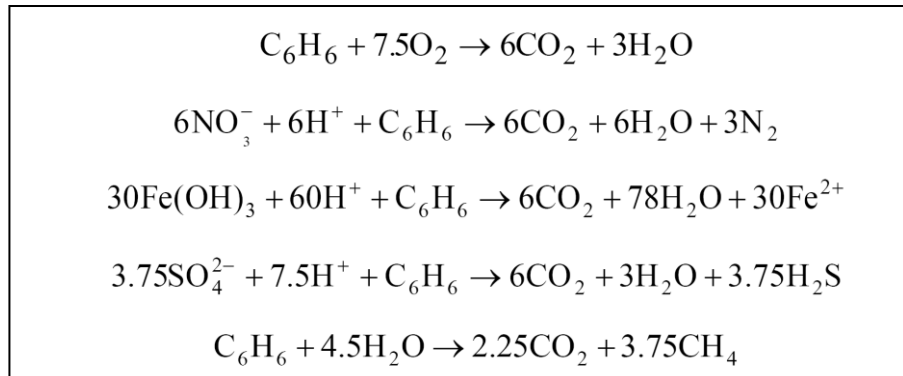 C₆H₆ + 7.5O₂ → 6CO₂ + 3H₂O
6NO₃⁻ + 6H⁺ + C₆H₆ → 6CO₂ + 6H₂O + 3N₂
30Fe(OH)₃ + 60H⁺ + C₆H₆ → 6CO₂ + 78H₂O + 30Fe²⁺
3.75SO₄²⁻ + 7.5H⁺ + C₆H₆ → 6CO₂ + 3H₂O + 3.75H₂S
C₆H₆ + 4.5H₂O → 2.25CO₂ + 3.75CH₄